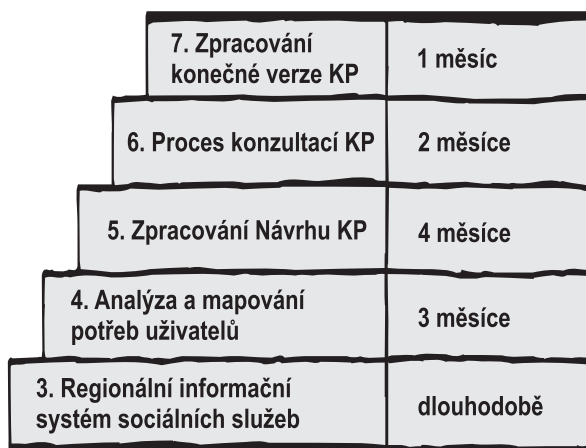 7. Zpracování
konečné verze KP
1 měsíc
6. Proces konzultací KP
2 měsíce
5. Zpracování Návrhu KP
4 měsíce
4. Analýza a mapování
potřeb uživatelů
3 měsíce
3. Regionální informační
systém sociálních služeb
dlouhodobě